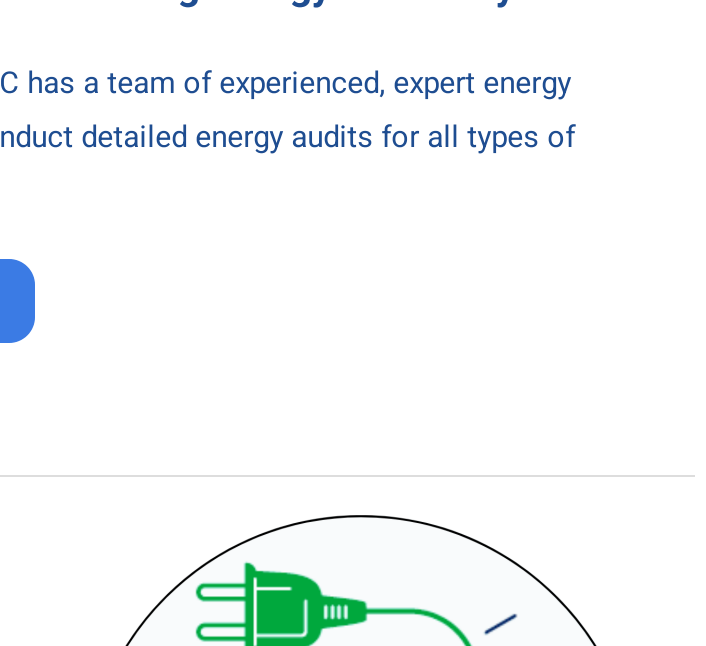 C has a team of experienced, expert energy
nduct detailed energy audits for all types of